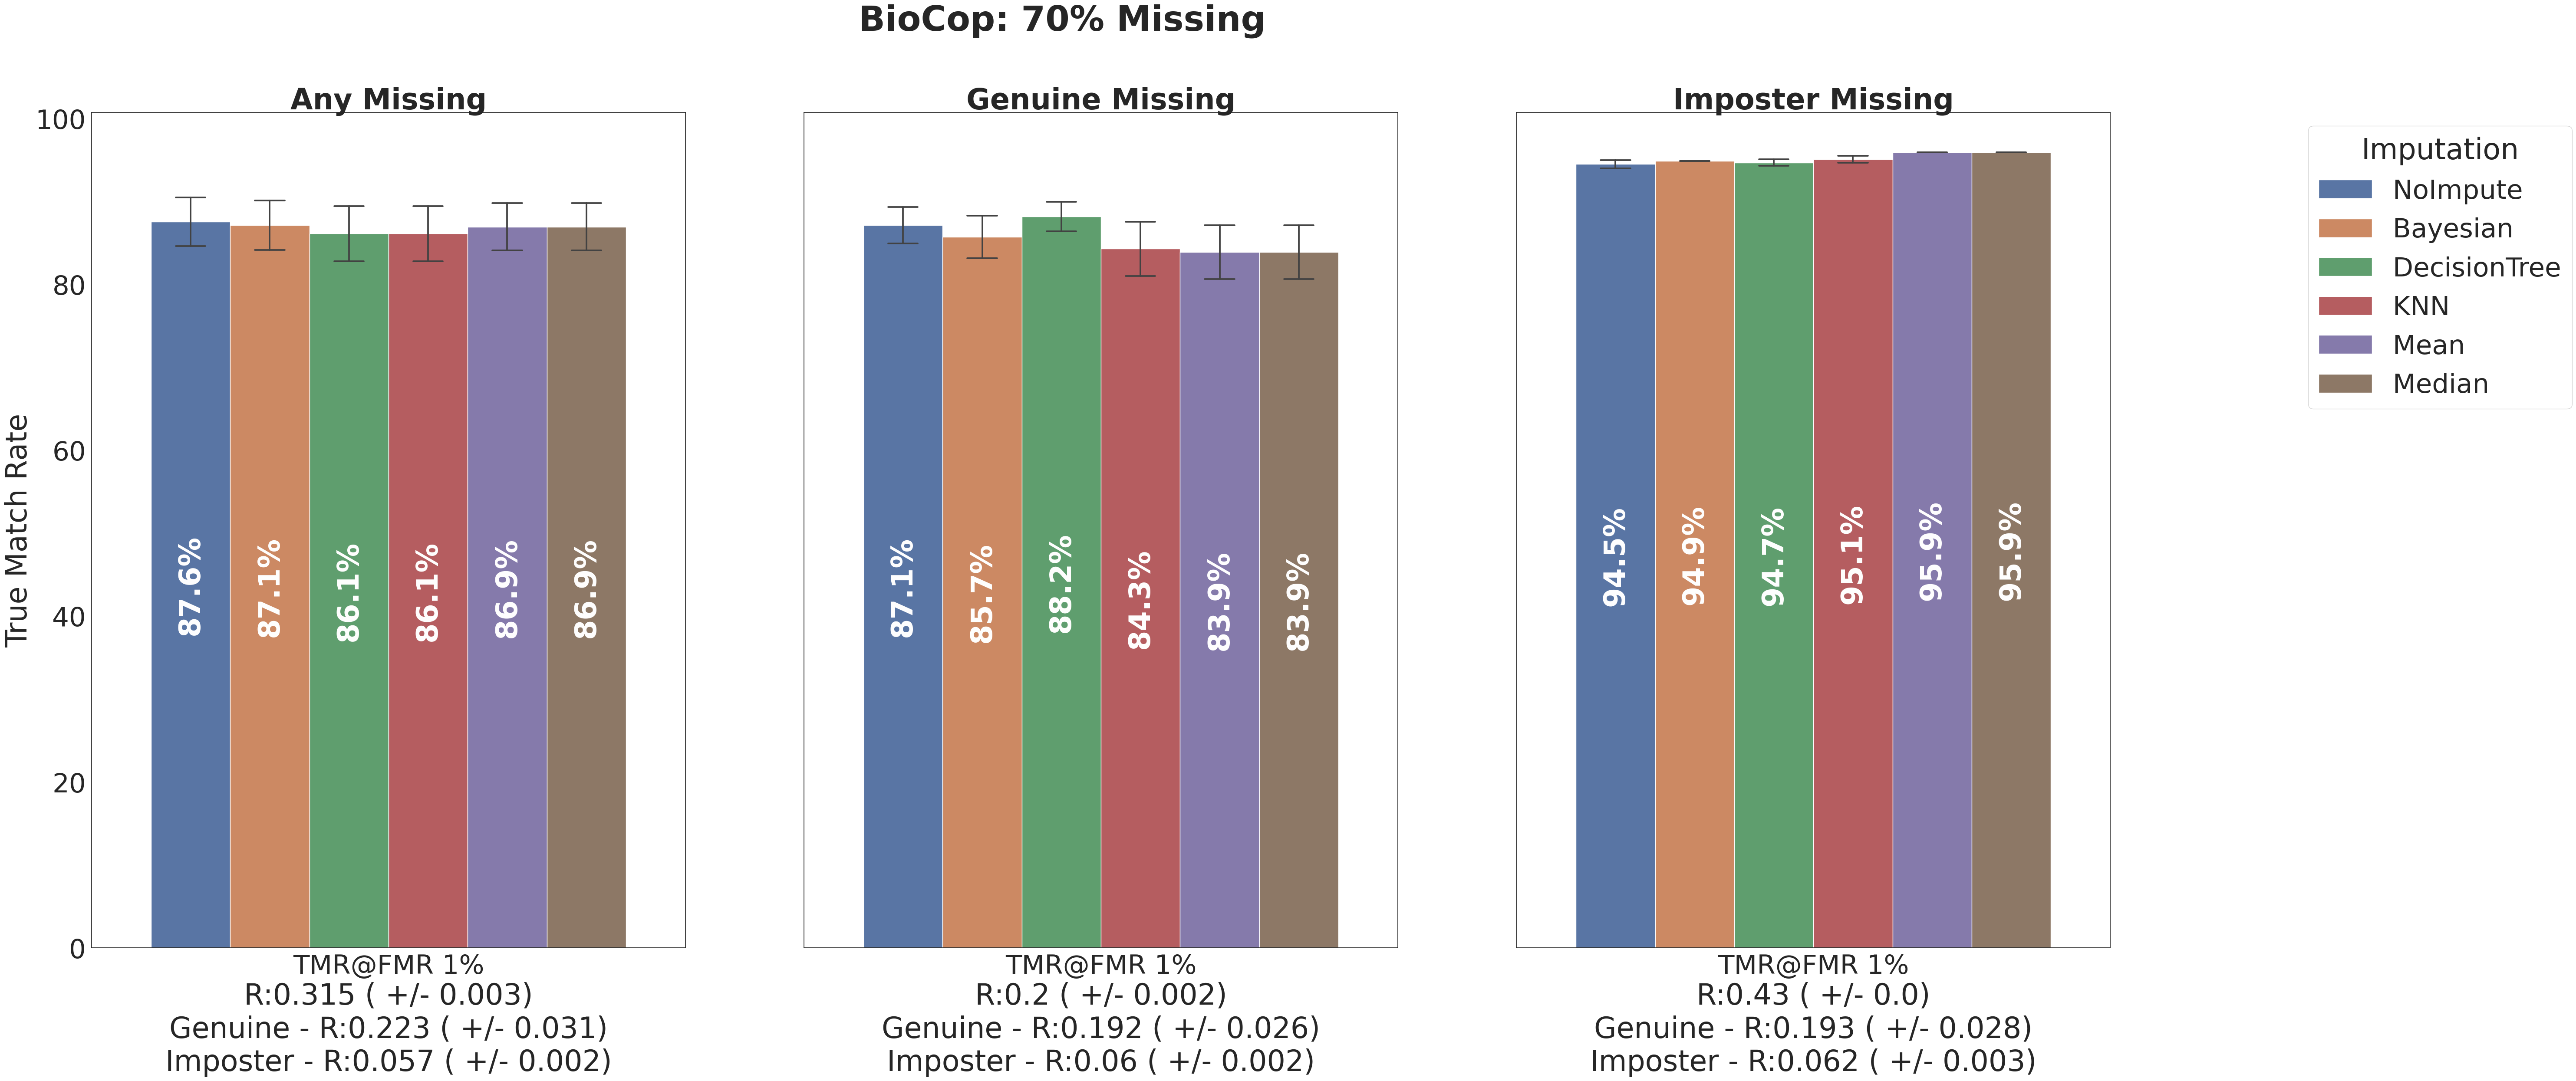 BioCop: 70% Missing
Any Missing
Genuine Missing
Imposter Missing
True Match Rate
100
80
60
40
20
0
87.6%
87.1%
86.1%
86.1%
86.9%
86.9%
87.1%
85.7%
88.2%
84.3%
83.9%
83.9%
94.5%
94.9%
94.7%
95.1%
95.9%
95.9%
TMR@FMR 1%
R:0.315 ( +/- 0.003)
Genuine - R:0.223 ( +/- 0.031)
Imposter - R:0.057 ( +/- 0.002)
TMR@FMR 1%
R:0.2 ( +/- 0.002)
Genuine - R:0.192 ( +/- 0.026)
Imposter - R:0.06 ( +/- 0.002)
TMR@FMR 1%
R:0.43 ( +/- 0.0)
Genuine - R:0.193 ( +/- 0.028)
Imposter - R:0.062 ( +/- 0.003)
Imputation
NoImpute
Bayesian
DecisionTree
KNN
Mean
Median